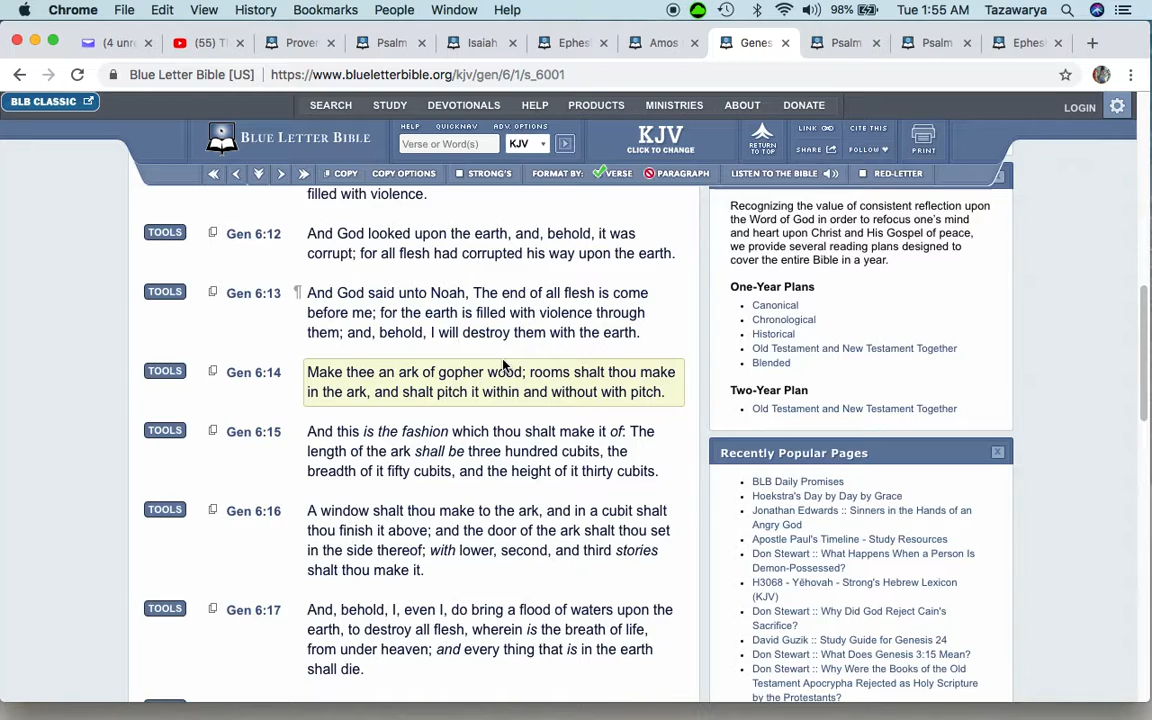 Chrome File Edit View History Bookmarks People Window Help 98% Tue 1:55 AM Tazawarya
(4 unre (55) Th Prover Psalm Isaiah Ephes Amos Genes Psalm Psalm Ephes
Blue Letter Bible [US] https://www.blueletterbible.org/kjv/gen/6/1/s_6001
BLB CLASSIC
SEARCH STUDY DEVOTIONALS HELP PRODUCTS MINISTRIES ABOUT DONATE LOGIN
BLUE LETTER BIBLE
HELP QUICKNAV ADV. OPTIONS
Verse or Word(s) KJV
KJV
CLICK TO CHANGE
RETURN
TO TOP
LINK CITE THIS
SHARE FOLLOW PRINT
COPY COPY OPTIONS STRONG'S FORMAT BY: VERSE PARAGRAPH LISTEN TO THE BIBLE RED-LETTER
filled with violence.
TOOLS Gen 6:12 And God looked upon the earth, and, behold, it was
corrupt; for all flesh had corrupted his way upon the earth.
TOOLS Gen 6:13 ¶ And God said unto Noah, The end of all flesh is come
before me; for the earth is filled with violence through
them; and, behold, I will destroy them with the earth.
TOOLS Gen 6:14 Make thee an ark of gopher wood; rooms shalt thou make
in the ark, and shalt pitch it within and without with pitch.
TOOLS Gen 6:15 And this is the fashion which thou shalt make it of: The
length of the ark shall be three hundred cubits, the
breadth of it fifty cubits, and the height of it thirty cubits.
TOOLS Gen 6:16 A window shalt thou make to the ark, and in a cubit shalt
thou finish it above; and the door of the ark shalt thou set
in the side thereof; with lower, second, and third stories
shalt thou make it.
TOOLS Gen 6:17 And, behold, I, even I, do bring a flood of waters upon the
earth, to destroy all flesh, wherein is the breath of life,
from under heaven; and every thing that is in the earth
shall die.
Recognizing the value of consistent reflection upon
the Word of God in order to refocus one's mind
and heart upon Christ and His Gospel of peace,
we provide several reading plans designed to
cover the entire Bible in a year.
One-Year Plans
Canonical
Chronological
Historical
Old Testament and New Testament Together
Blended
Two-Year Plan
Old Testament and New Testament Together
Recently Popular Pages
BLB Daily Promises
Hoekstra's Day by Day by Grace
Jonathan Edwards :: Sinners in the Hands of an
Angry God
Apostle Paul's Timeline - Study Resources
Don Stewart :: What Happens When a Person Is
Demon-Possessed?
H3068 - Yĕhovah - Strong's Hebrew Lexicon
(KJV)
Don Stewart :: Why Did God Reject Cain's
Sacrifice?
David Guzik :: Study Guide for Genesis 24
Don Stewart :: What Does Genesis 3:15 Mean?
Don Stewart :: Why Were the Books of the Old
Testament Apocrypha Rejected as Holy Scripture
by the Protestants?